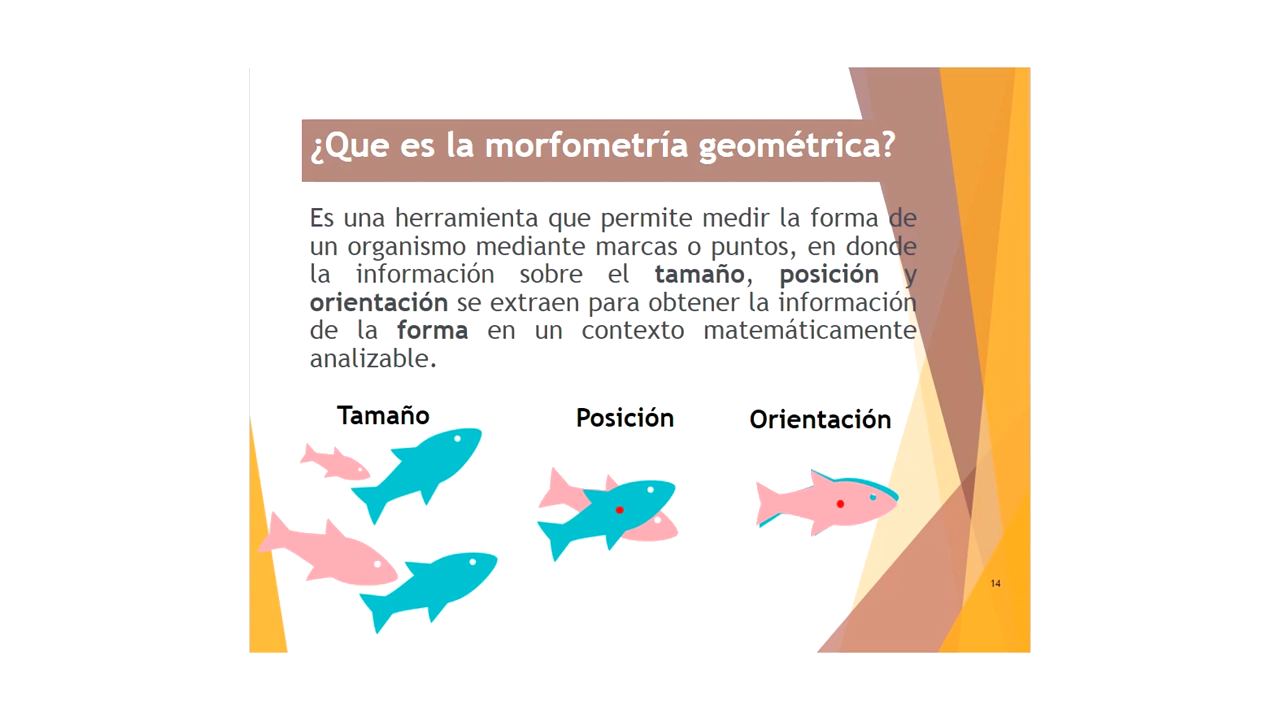 ¿Que es la morfometría geométrica?
Es una herramienta que permite medir la forma de
un organismo mediante marcas o puntos, en donde
la información sobre el tamaño, posición y
orientación se extraen para obtener la información
de la forma en un contexto matemáticamente
analizable.
Tamaño
Posición
Orientación
14